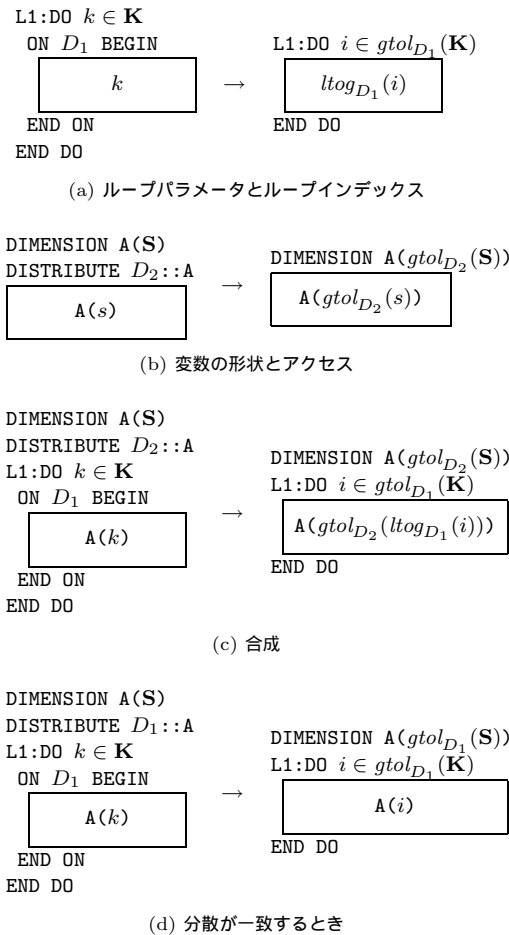 L1:DO k ∈ K
ON D₁ BEGIN
k
END ON
END DO
→
L1:DO i ∈ gtol_{D₁}(K)
ltog_{D₁}(i)
END DO
(a) ループパラメータとループインデックス
DIMENSION A(S)
DISTRIBUTE D₂::A
A(s)
→
DIMENSION A(gtol_{D₂}(S))
A(gtol_{D₂}(s))
(b) 変数の形状とアクセス
DIMENSION A(S)
DISTRIBUTE D₂::A
L1:DO k ∈ K
ON D₁ BEGIN
A(k)
END ON
END DO
→
DIMENSION A(gtol_{D₂}(S))
L1:DO i ∈ gtol_{D₁}(K)
A(gtol_{D₂}(ltog_{D₁}(i)))
END DO
(c) 合成
DIMENSION A(S)
DISTRIBUTE D₁::A
L1:DO k ∈ K
ON D₁ BEGIN
A(k)
END ON
END DO
→
DIMENSION A(gtol_{D₁}(S))
L1:DO i ∈ gtol_{D₁}(K)
A(i)
END DO
(d) 分散が一致するとき